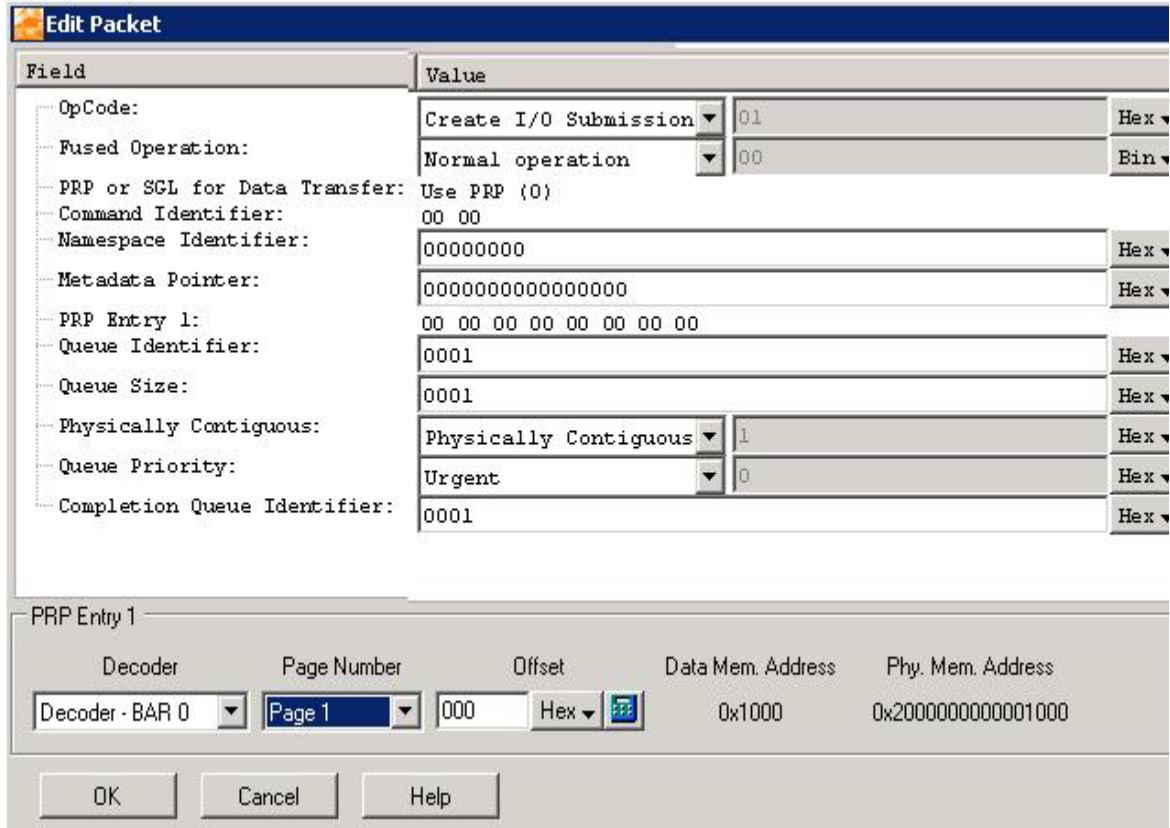 Edit Packet
Field Value
OpCode: Create I/O Submission 01 Hex
Fused Operation: Normal operation 00 Bin
PRP or SGL for Data Transfer: Use PRP (0)
Command Identifier: 00 00
Namespace Identifier: 00000000 Hex
Metadata Pointer: 0000000000000000 Hex
PRP Entry 1: 00 00 00 00 00 00 00 00
Queue Identifier: 0001 Hex
Queue Size: 0001 Hex
Physically Contiguous: Physically Contiguous 1 Hex
Queue Priority: Urgent 0 Hex
Completion Queue Identifier: 0001 Hex
PRP Entry 1
Decoder Page Number Offset Data Mem. Address Phy. Mem. Address
Decoder - BAR 0 Page 1 000 Hex 0x1000 0x2000000000001000
OK Cancel Help